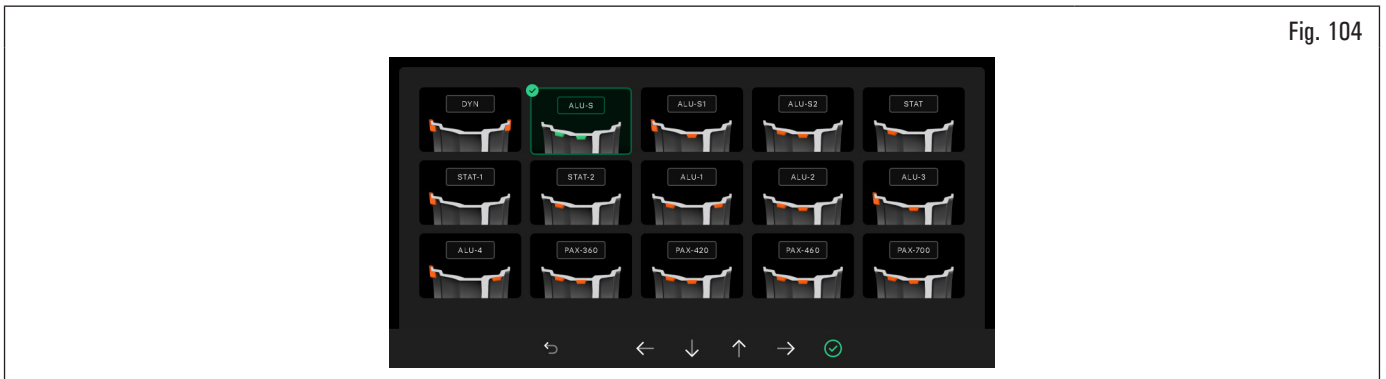 Fig. 104
DYN
ALU-S
ALU-S1
ALU-S2
STAT
STAT-1
STAT-2
ALU-1
ALU-2
ALU-3
ALU-4
PAX-360
PAX-420
PAX-460
PAX-700